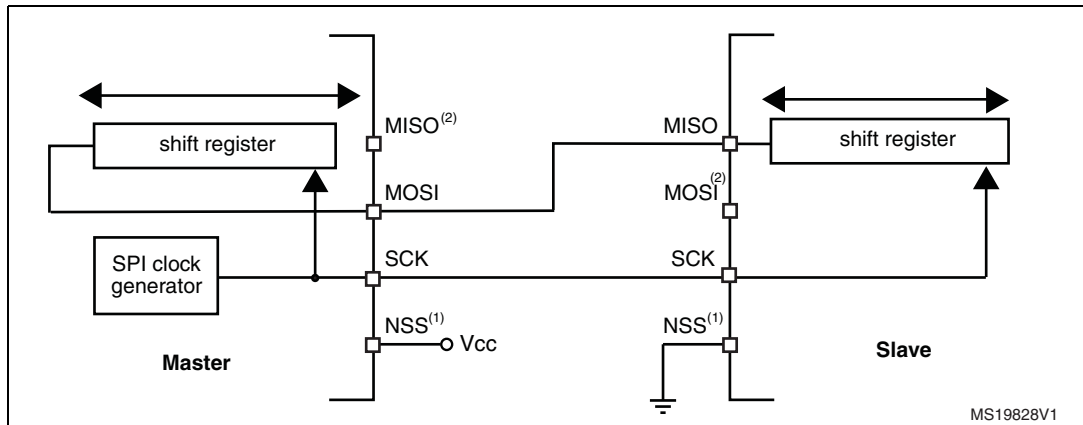 shift register
MISO(2)
MOSI
SPI clock
generator
SCK
NSS(1)
Vcc
Master
MISO
shift register
MOSI(2)
SCK
NSS(1)
Slave
MS19828V1